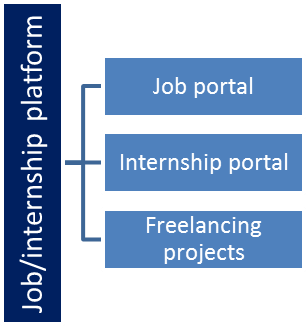 Job/internship platform
Job portal
Internship portal
Freelancing
projects